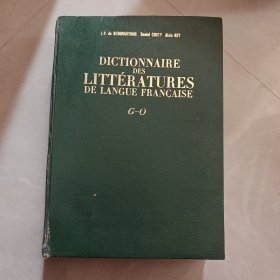 J.-P. de BEAUMARCHAIS Daniel COUTY Alain REY
DICTIONNAIRE
DES
LITTÉRATURES
DE LANGUE FRANÇAISE
G-O